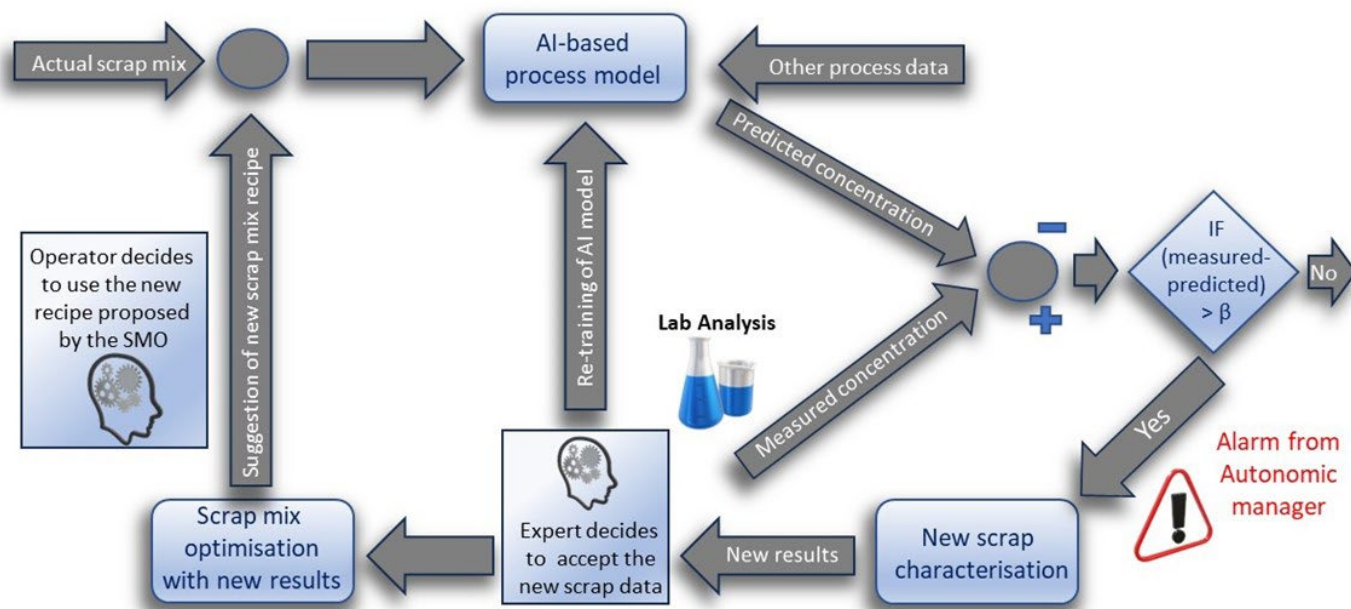 Actual scrap mix
AI-based
process model
Other process data
Predicted concentration
Suggestion of new scrap mix recipe
Re-training of AI model
Operator decides
to use the new
recipe proposed
by the SMO
Lab Analysis
Measured concentration
IF
(measured-
predicted)
> β
No
Yes
Alarm from
Autonomic
manager
New scrap
characterisation
New results
Expert decides
to accept the
new scrap data
Scrap mix
optimisation
with new results